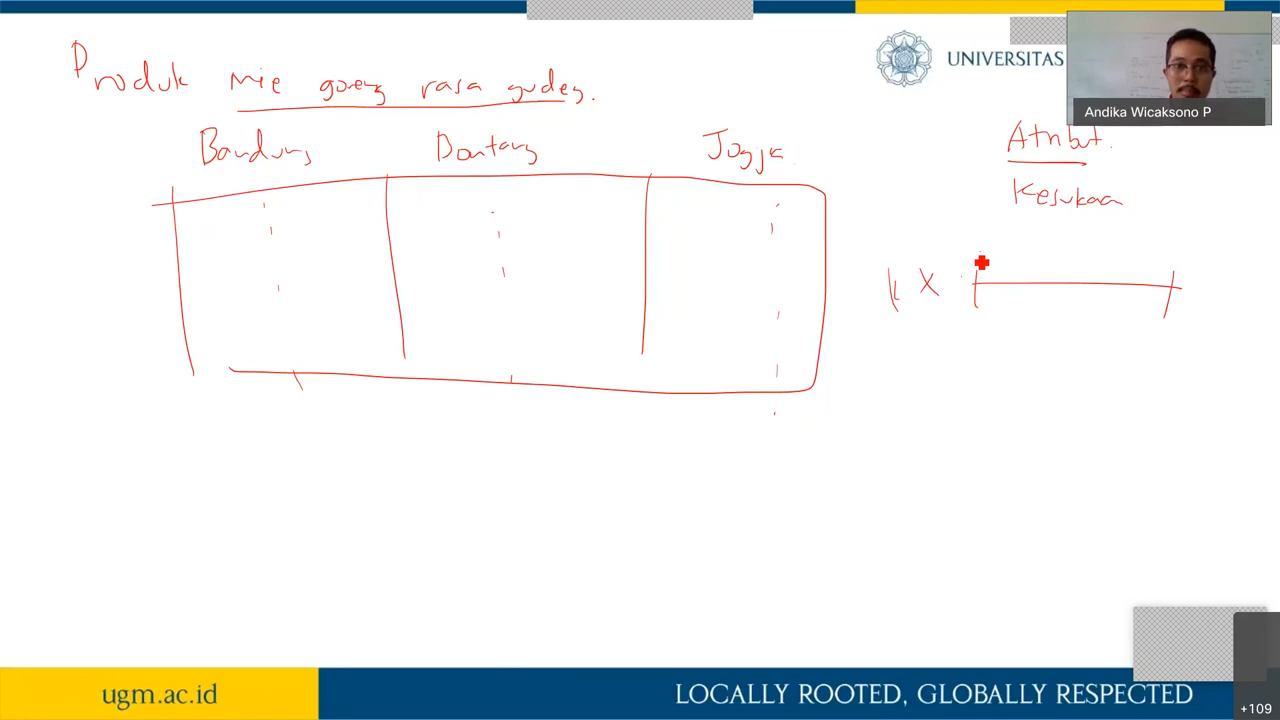 Produk mie goreng rasa gudeg.
UNIVERSITAS
Andika Wicaksono P
Bandung Bontang Jogja
Atribut.
Kesukaan
X
ugm.ac.id
LOCALLY ROOTED, GLOBALLY RESPECTED
+109